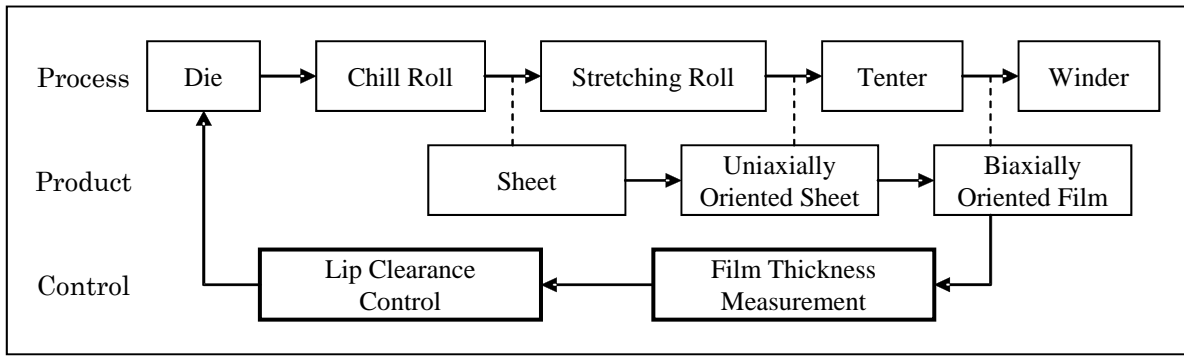 Process
Die
Chill Roll
Stretching Roll
Tenter
Winder
Product
Sheet
Uniaxially
Oriented Sheet
Biaxially
Oriented Film
Control
Lip Clearance
Control
Film Thickness
Measurement